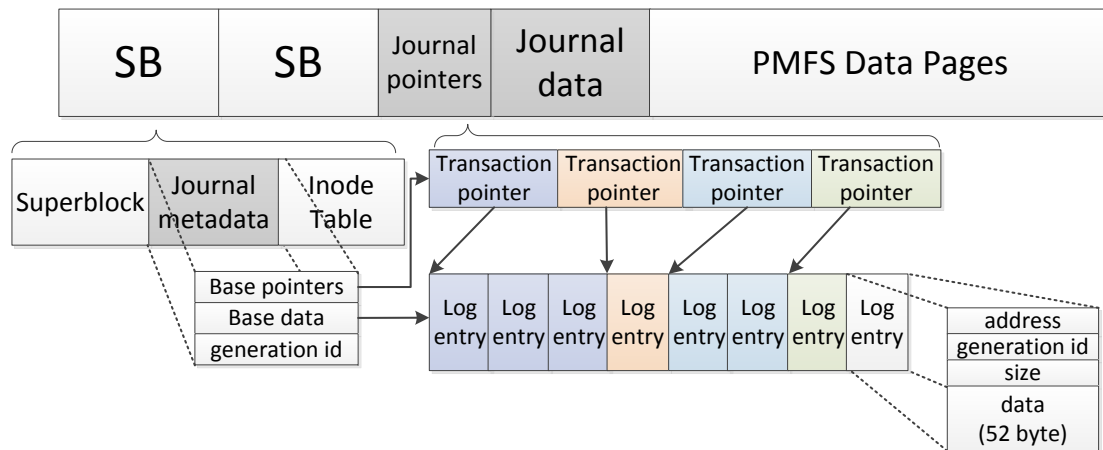 SB
SB
Journal
pointers
Journal
data
PMFS Data Pages
Superblock
Journal
metadata
Inode
Table
Transaction
pointer
Transaction
pointer
Transaction
pointer
Transaction
pointer
Base pointers
Base data
generation id
Log
entry
Log
entry
Log
entry
Log
entry
Log
entry
Log
entry
Log
entry
Log
entry
address
generation id
size
data
(52 byte)